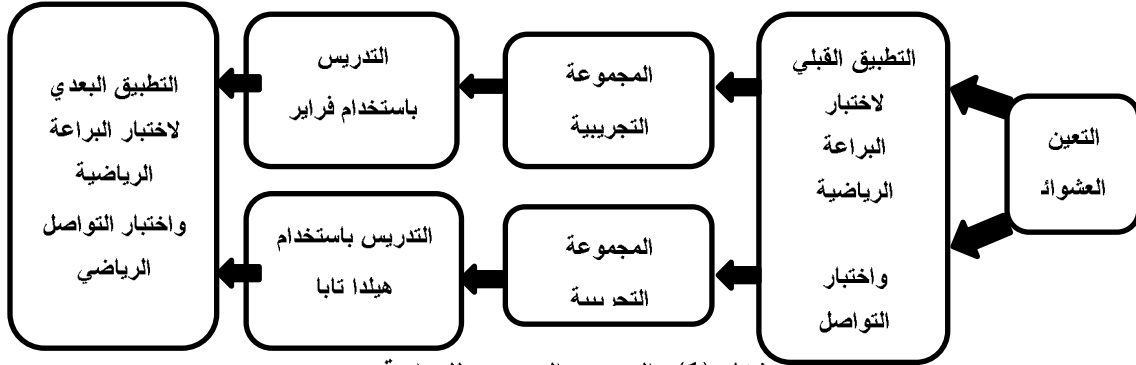 التعين
العشوائ
التطبيق القبلي
لاختبار
البراعة
الرياضية
واختبار
التواصل
المجموعة
التجريبية
التدريس
باستخدام فراير
المجموعة
التجريبية
التدريس باستخدام
هيلدا تابا
التطبيق البعدي
لاختبار البراعة
الرياضية
واختبار التواصل
الرياضي